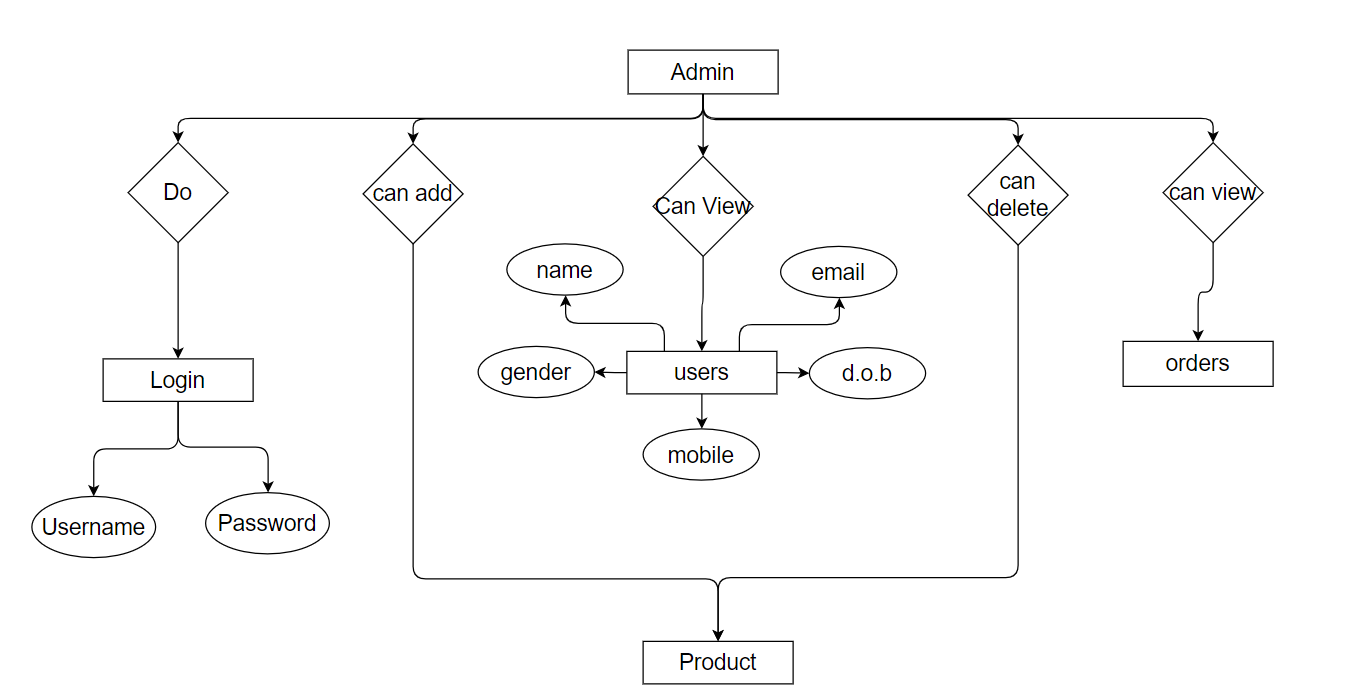 Admin
Do
can add
Can View
can
delete
can view
name
email
gender
users
d.o.b
orders
Login
mobile
Username
Password
Product